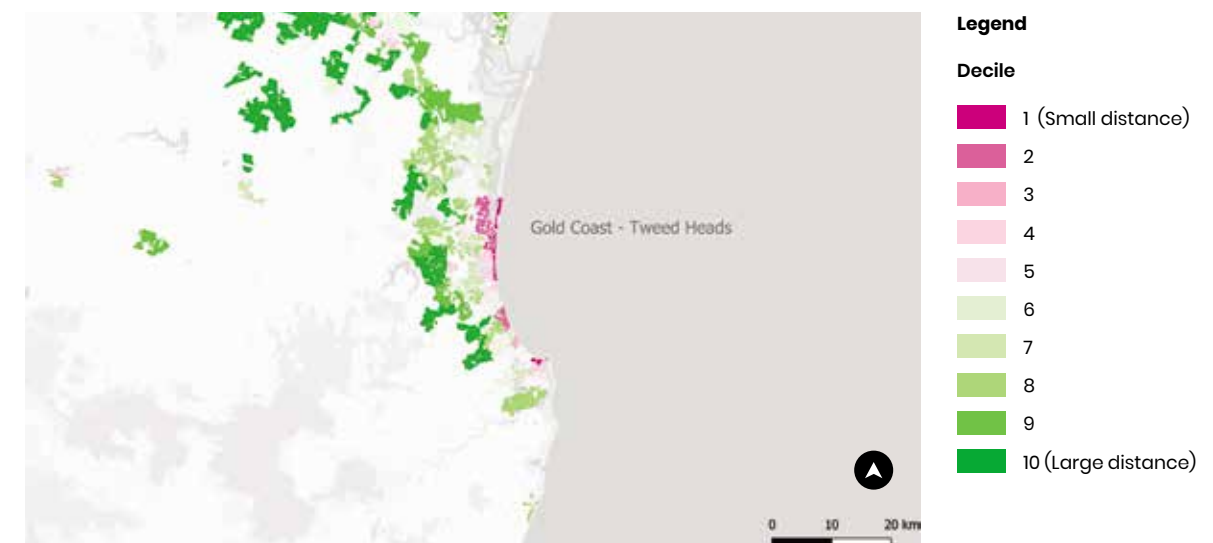 Legend
Decile
1 (Small distance)
2
3
4
5
6
7
8
9
10 (Large distance)
Gold Coast - Tweed Heads
0 10 20 km